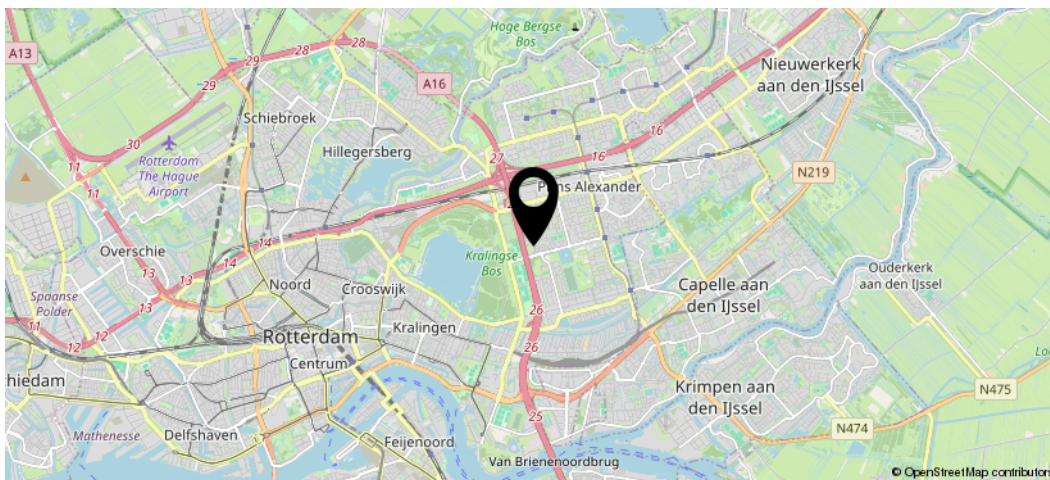 Hoge Bergse
Bos
28
28
A13
29
A16
29
Nieuwerkerk
aan den IJssel
Schiebroek
16
30
Hillegersberg
27
16
11
Rotterdam
The Hague
Airport
N219
11
Prins Alexander
14
Overschie
Kralingse
Bos
14
13
Noord
Crooswijk
Ouderkerk
aan den IJssel
Capelle aan
den IJssel
Spaanse
Polder
13
26
11
12
Kralingen
12
Rotterdam
26
Centrum
chiedam
Krimpen aan
den IJssel
N475
25
N474
Mathenesse
Delfshaven
Feijenoord
Van Brienenoordbrug
© OpenStreetMap contributors